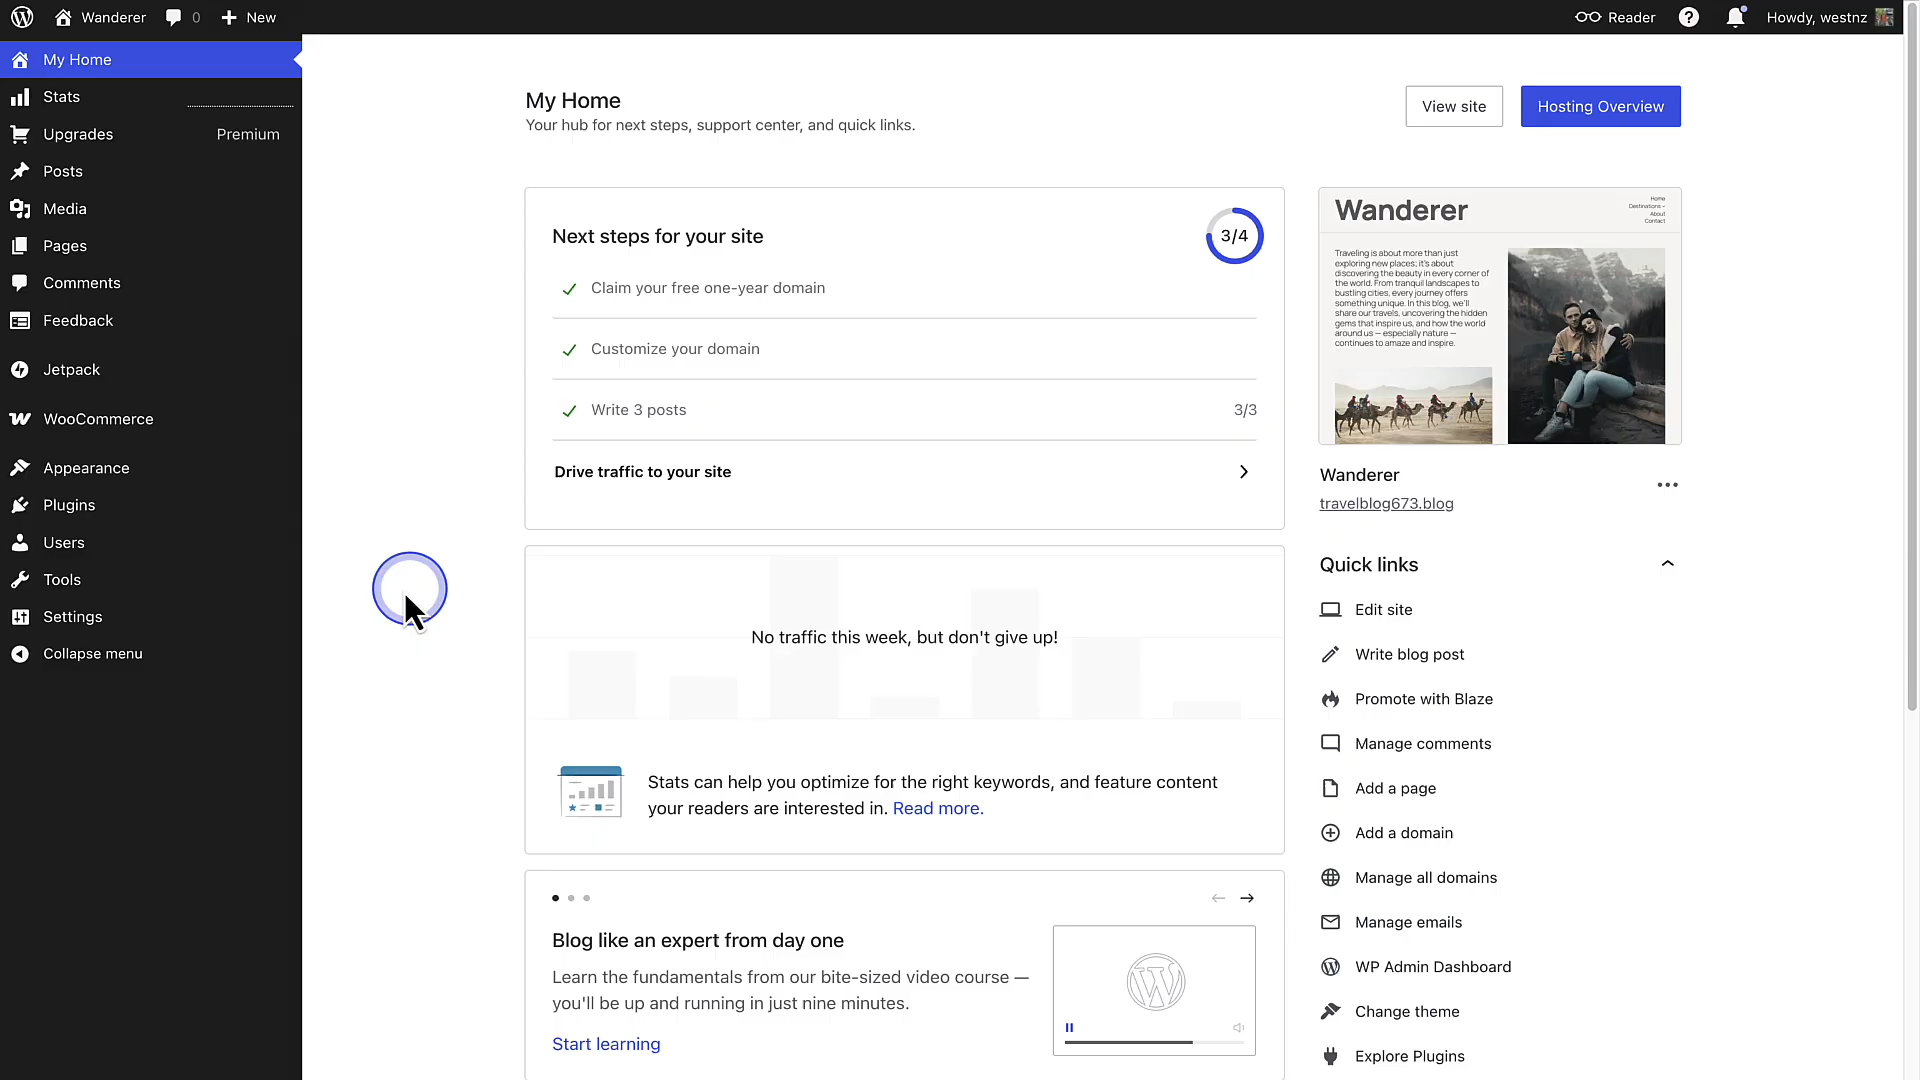 Wanderer
0
New
Reader
Howdy, westnz
My Home
Stats
Upgrades
Premium
Posts
Media
Pages
Comments
Feedback
Jetpack
WooCommerce
Appearance
Plugins
Users
Tools
Settings
Collapse menu
My Home
Your hub for next steps, support center, and quick links.
View site
Hosting Overview
Next steps for your site
3/4
Claim your free one-year domain
Customize your domain
Write 3 posts
3/3
Drive traffic to your site
No traffic this week, but don't give up!
Stats can help you optimize for the right keywords, and feature content
your readers are interested in. Read more.
Blog like an expert from day one
Learn the fundamentals from our bite-sized video course —
you'll be up and running in just nine minutes.
Start learning
Wanderer
Home
Destinations
About
Contact
Traveling is about more than just
exploring new places; it's about
discovering the beauty in every corner of
the world. From tranquil landscapes to
bustling cities, every journey offers
something unique. In this blog, we'll
share our travels, uncovering the hidden
gems that inspire us, and how the world
around us — especially nature —
continues to amaze and inspire.
Wanderer
travelblog673.blog
Quick links
Edit site
Write blog post
Promote with Blaze
Manage comments
Add a page
Add a domain
Manage all domains
Manage emails
WP Admin Dashboard
Change theme
Explore Plugins